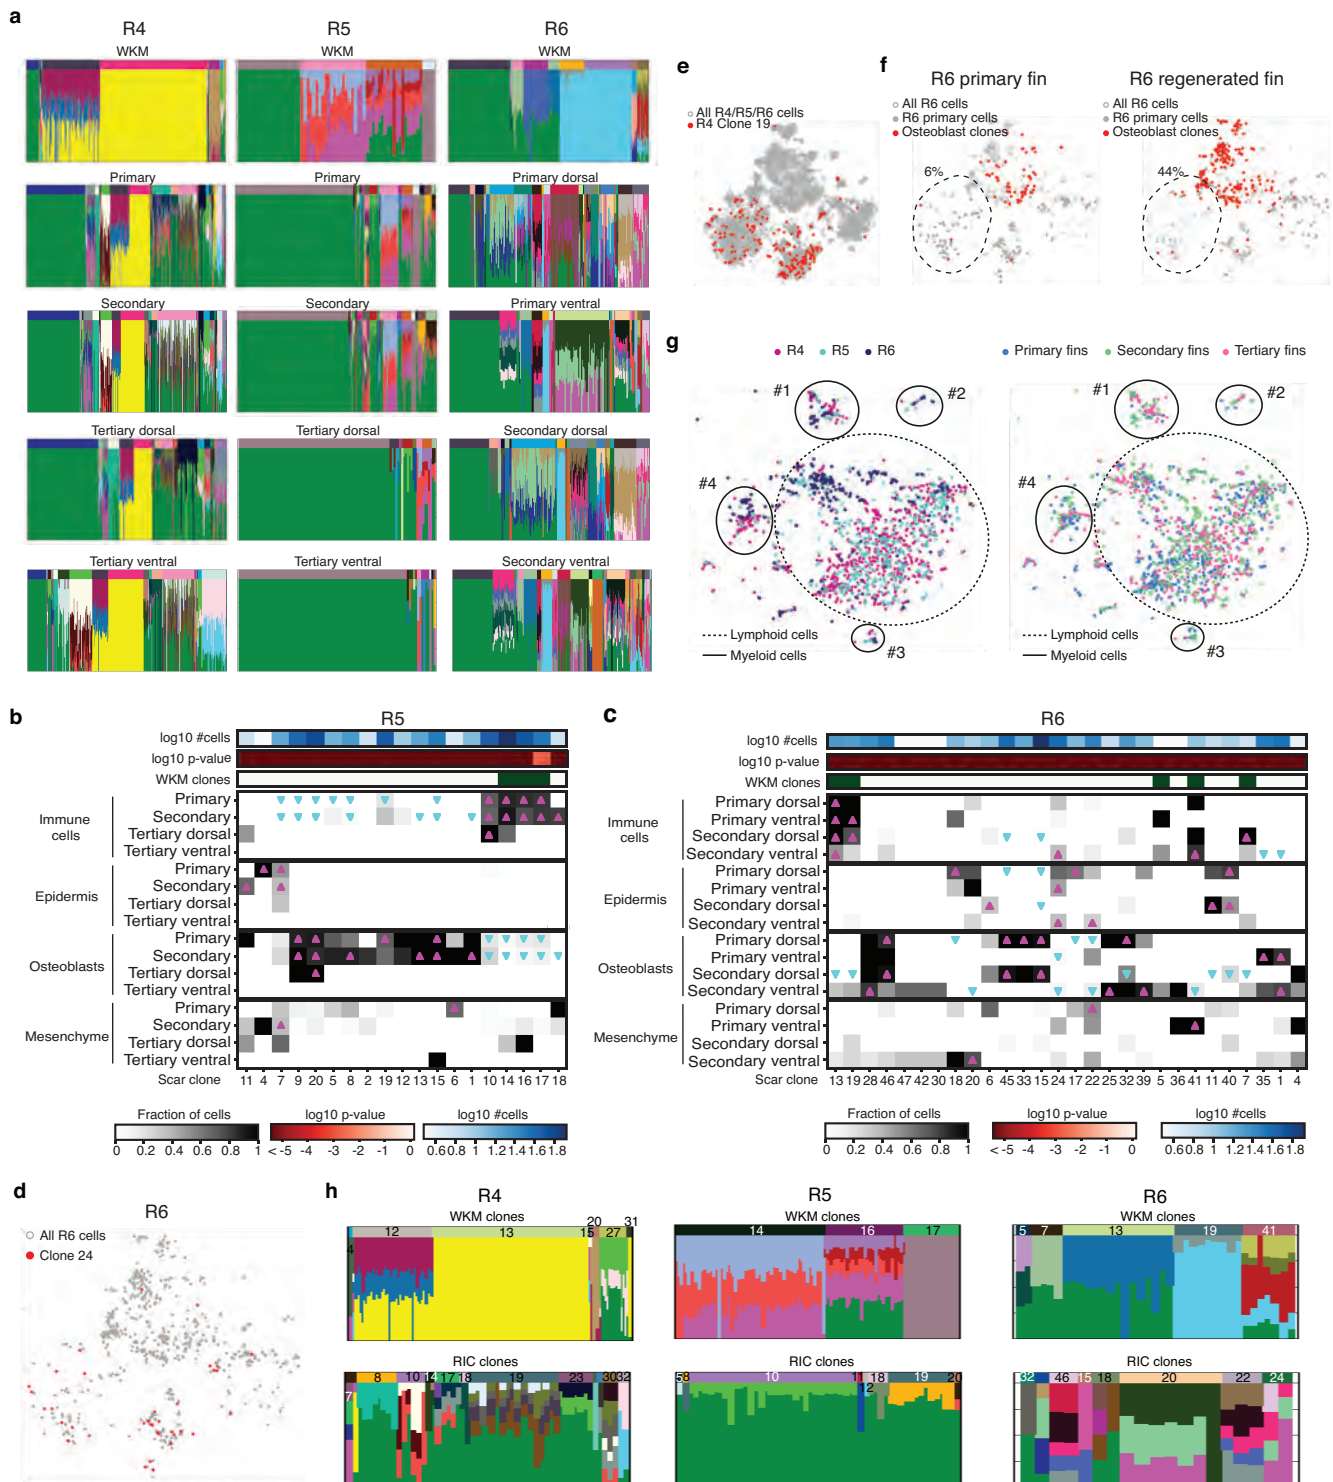 a
R4
R5
R6
WKM
WKM
WKM
Primary
Primary
Primary dorsal
Secondary
Secondary
Primary ventral
Tertiary dorsal
Tertiary dorsal
Secondary dorsal
Tertiary ventral
Tertiary ventral
Secondary ventral
e
All R4/R5/R6 cells
R4 Clone 19
f
R6 primary fin
All R6 cells
R6 primary cells
Osteoblast clones
6%
R6 regenerated fin
All R6 cells
R6 primary cells
Osteoblast clones
44%
g
R4 R5 R6
#1
#2
#4
#3
Lymphoid cells
Myeloid cells
Primary fins Secondary fins Tertiary fins
#1
#2
#4
#3
Lymphoid cells
Myeloid cells
b
R5
log10 #cells
log10 p-value
WKM clones
Immune cells
Primary
Secondary
Tertiary dorsal
Tertiary ventral
Epidermis
Primary
Secondary
Tertiary dorsal
Tertiary ventral
Osteoblasts
Primary
Secondary
Tertiary dorsal
Tertiary ventral
Mesenchyme
Primary
Secondary
Tertiary dorsal
Tertiary ventral
Scar clone 11 4 7 9 20 5 8 2 19 12 13 15 6 1 10 14 16 17 18
Fraction of cells
0 0.2 0.4 0.6 0.8 1
log10 p-value
< -5 -4 -3 -2 -1 0
log10 #cells
0.6 0.8 1 1.2 1.4 1.6 1.8
c
R6
log10 #cells
log10 p-value
WKM clones
Immune cells
Primary dorsal
Primary ventral
Secondary dorsal
Secondary ventral
Epidermis
Primary dorsal
Primary ventral
Secondary dorsal
Secondary ventral
Osteoblasts
Primary dorsal
Primary ventral
Secondary dorsal
Secondary ventral
Mesenchyme
Primary dorsal
Primary ventral
Secondary dorsal
Secondary ventral
Scar clone 13 19 28 46 47 42 30 18 20 6 45 33 15 24 17 22 25 32 39 5 36 41 11 40 7 35 1 4
Fraction of cells
0 0.2 0.4 0.6 0.8 1
log10 p-value
< -5 -4 -3 -2 -1 0
log10 #cells
0.6 0.8 1 1.2 1.4 1.6 1.8
d
R6
All R6 cells
Clone 24
h
R4
WKM clones
4 12 13 15 20 27 31
RIC clones
7 8 10 14 17 18 19 23 30 32
R5
WKM clones
14 16 17
RIC clones
5 8 10 11 12 18 19 20
R6
WKM clones
5 7 13 19 41
RIC clones
32 46 15 18 20 22 24